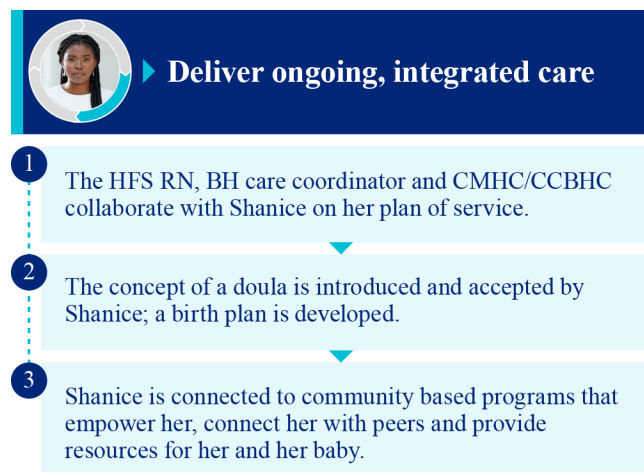 Deliver ongoing, integrated care
1
The HFS RN, BH care coordinator and CMHC/CCBHC
collaborate with Shanice on her plan of service.
2
The concept of a doula is introduced and accepted by
Shanice; a birth plan is developed.
3
Shanice is connected to community based programs that
empower her, connect her with peers and provide
resources for her and her baby.